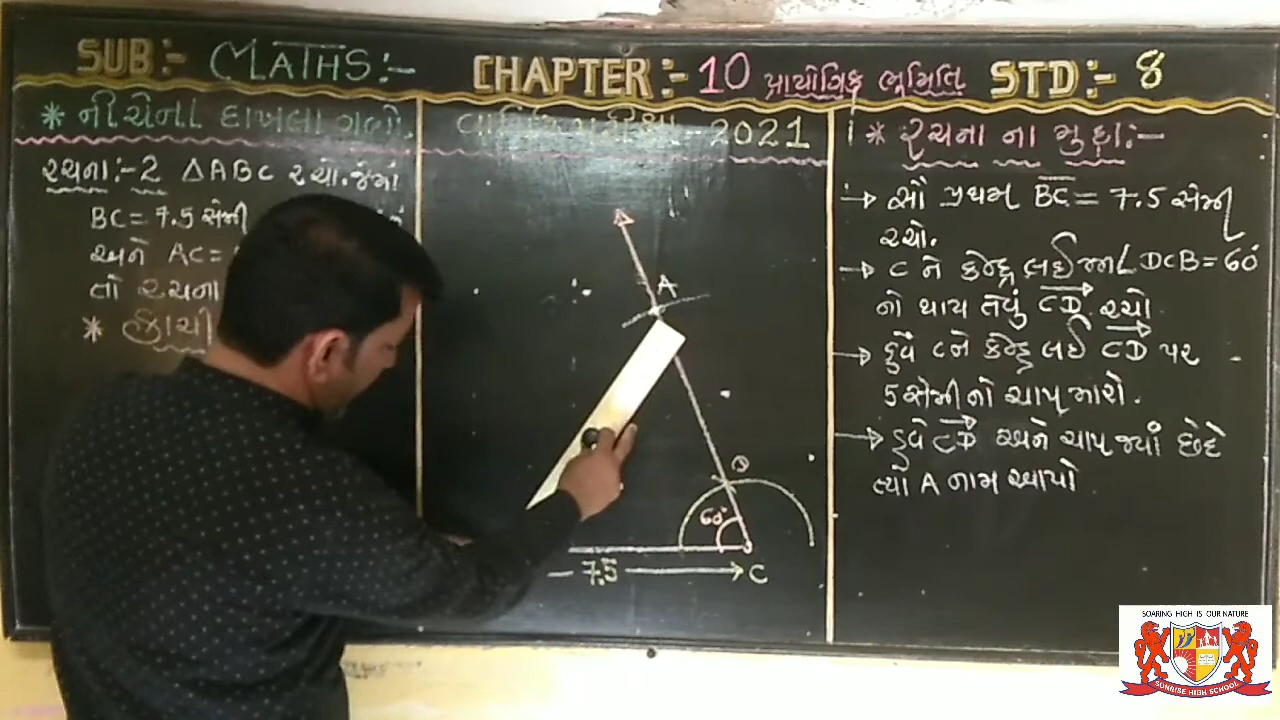 SUB:- MATHS:- CHAPTER:- 10 પ્રાયોગિક ભૂમિતિ STD:- 8
* નીચેના દાખલા ગણો.
2021
* રચના ના મુદ્દા:-
રચના:-2 △ABC રચો. જેમાં
BC = 7.5 સેમી
અને AC =
તો રચના
*
A
D
60°
7.5
C
→ સૌ પ્રથમ BC = 7.5 સેમી
રચો.
→ C ને કેન્દ્ર લઈ ∠DCB = 60°
નો થાય તેવું CD રચો
→ હવે C ને કેન્દ્ર લઈ CD પર
5 સેમી નો ચાપ મારો.
→ હવે CD અને ચાપ જ્યાં છેદે
ત્યાં A નામ આપો
SOARING HIGH IS OUR NATURE
SUNRISE HIGH SCHOOL